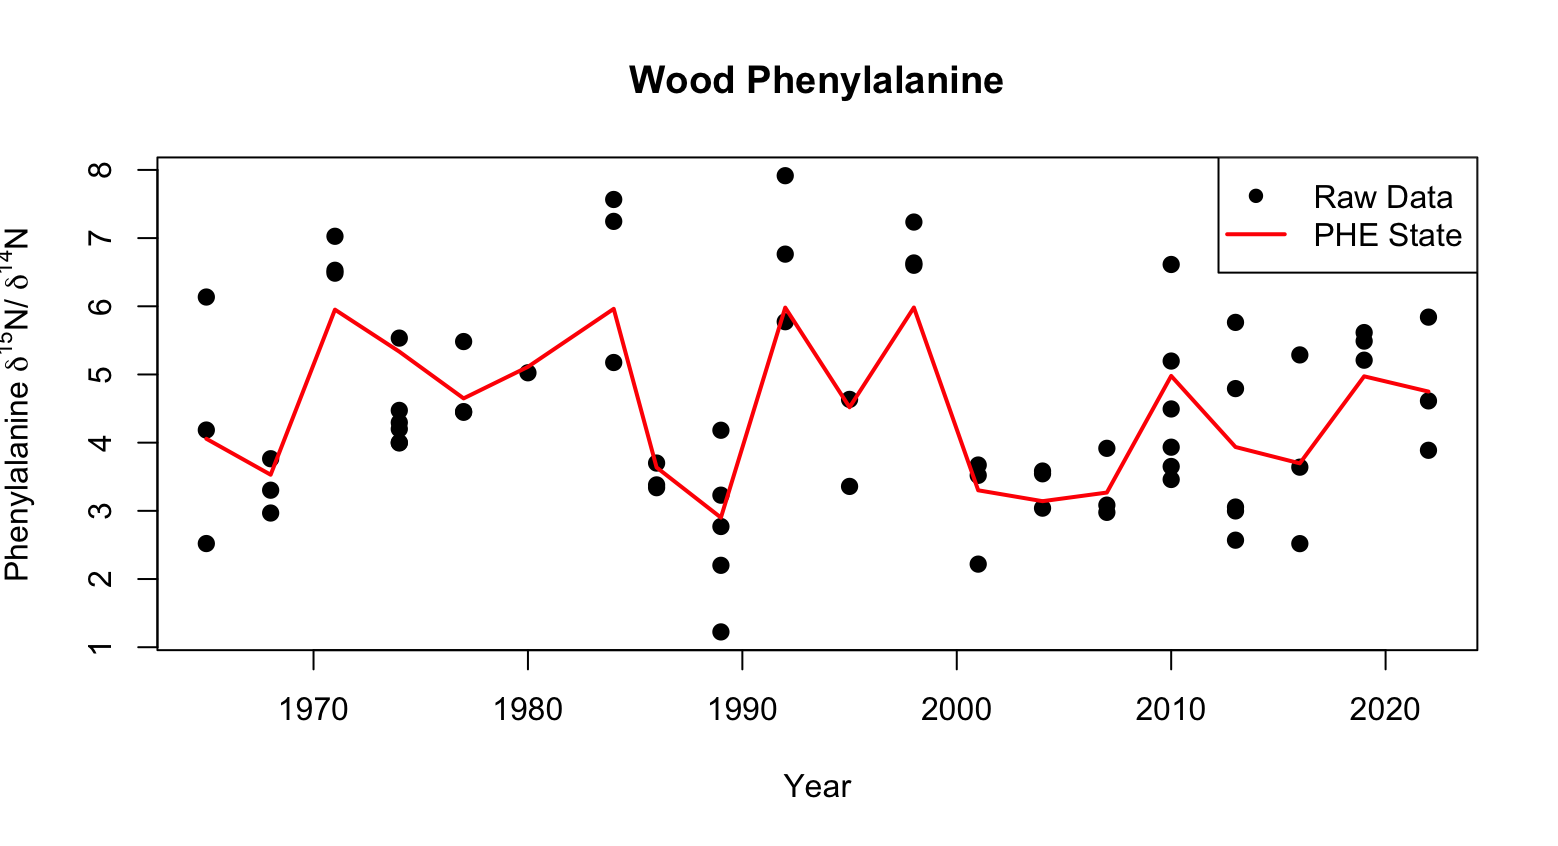 Wood Phenylalanine
Phenylalanine δ¹⁵N/ δ¹⁴N
8
7
6
5
4
3
2
1
Raw Data
PHE State
1970 1980 1990 2000 2010 2020
Year